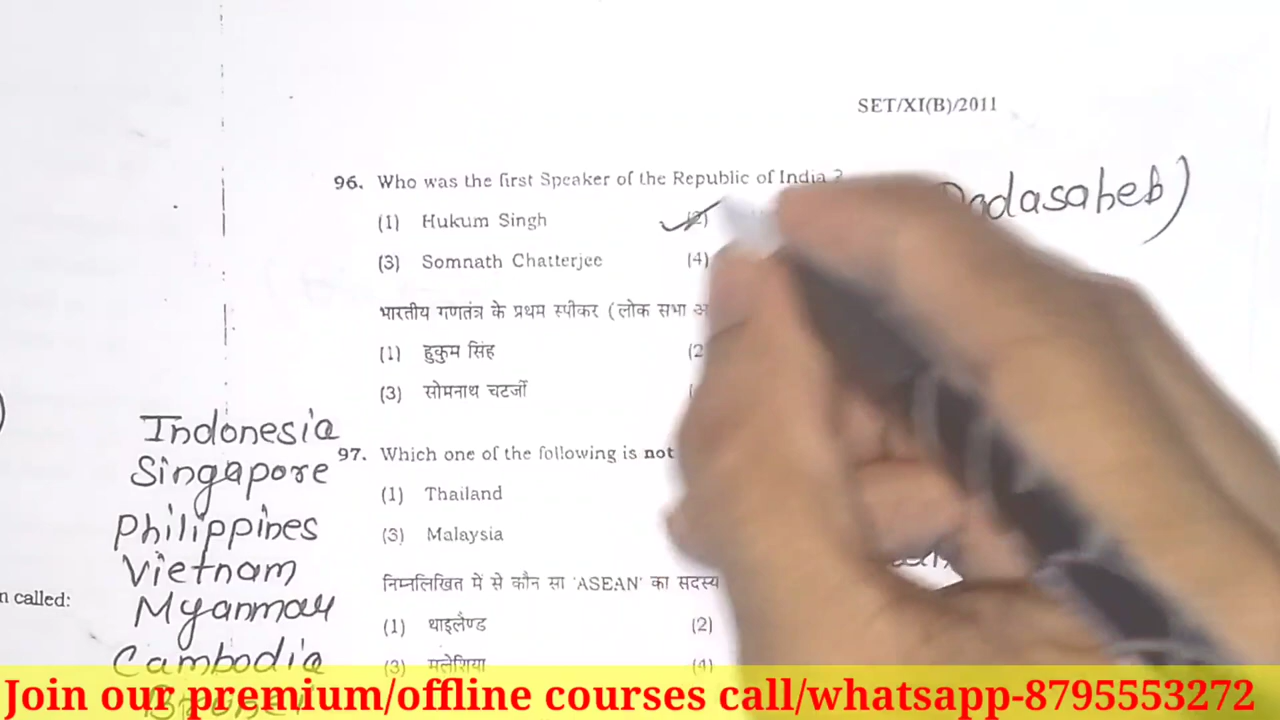 SET/XI(B)/2011
96. Who was the first Speaker of the Republic of India ?
Dadasaheb)
(1) Hukum Singh (2)
(3) Somnath Chatterjee (4)
भारतीय गणतंत्र के प्रथम स्पीकर (लोक सभा
(1) हुकुम सिंह (2
(3) सोमनाथ चटर्जी
97. Which one of the following is not
(1) Thailand
(3) Malaysia
निम्नलिखित में से कौन सा 'ASEAN' का सदस्य
(1) थाइलैण्ड (2)
(3) मलेशिया (4)
)
Indonesia
Singapore
Philippines
Vietnam
Myanmar
Cambodia
Brunei
n called:
Join our premium/offline courses call/whatsapp-8795553272